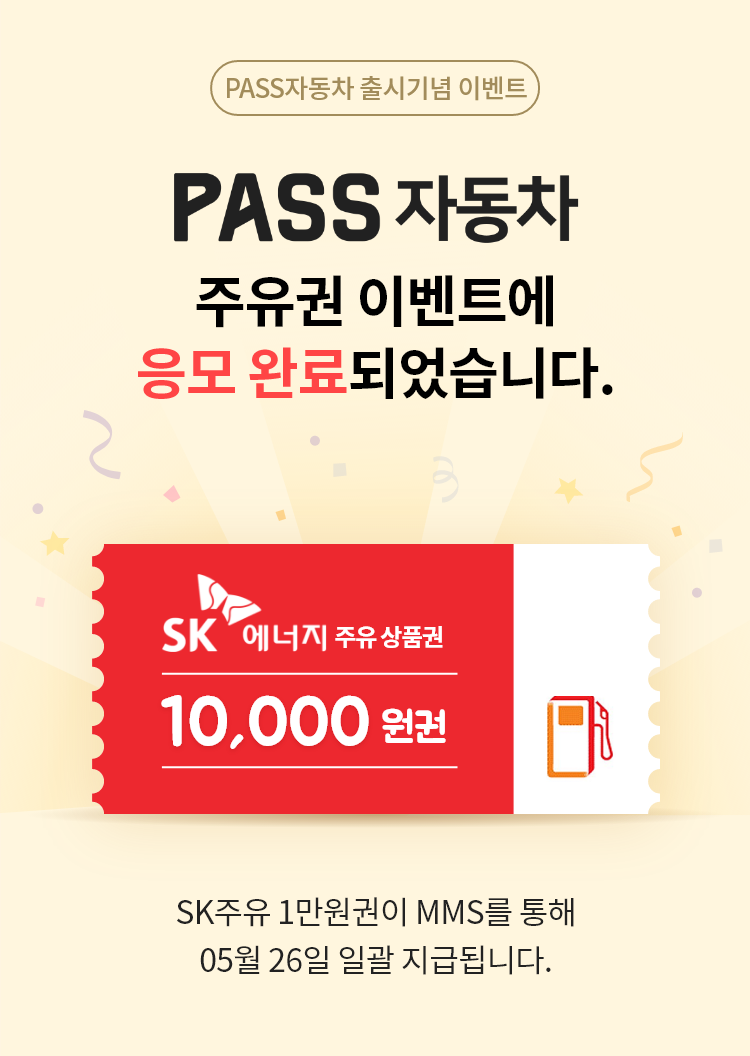 PASS자동차 출시기념 이벤트
PASS 자동차
주유권 이벤트에
응모 완료되었습니다.
SK 에너지 주유 상품권
10,000 원권
SK주유 1만원권이 MMS를 통해
05월 26일 일괄 지급됩니다.